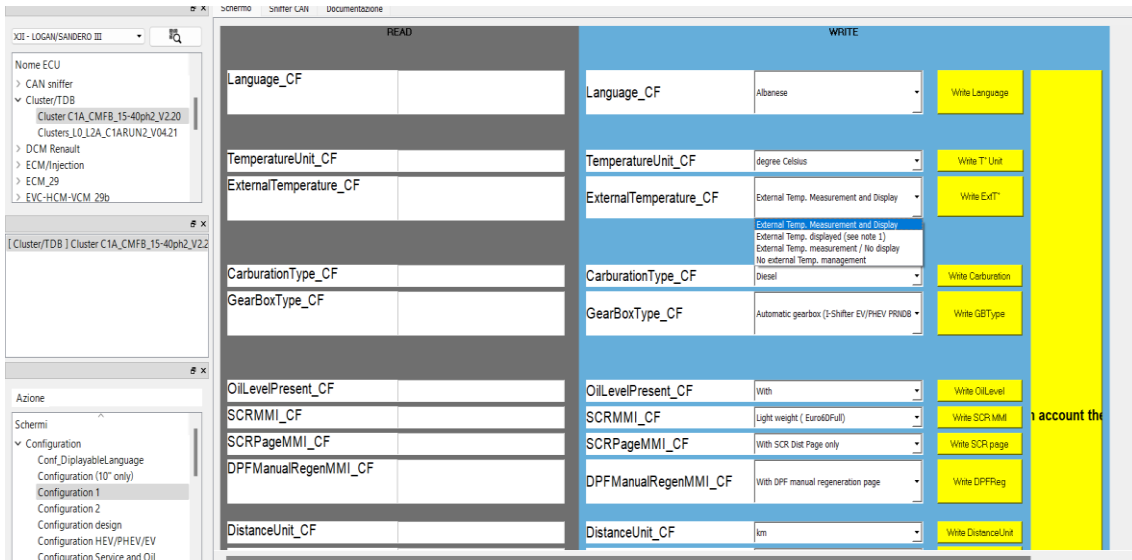 Schermo Sniffer CAN Documentazione
XII - LOGAN/SANDERO III
Nome ECU
CAN sniffer
Cluster/TDB
Cluster C1A_CMFB_15-40ph2_V2.20
Clusters_L0_L2A_C1ARUN2_V04.21
DCM Renault
ECM/Injection
ECM_29
EVC-HCM-VCM_29b
[ Cluster/TDB ] Cluster C1A_CMFB_15-40ph2_V2.2
Azione
Schermi
Configuration
Conf_DiplayableLanguage
Configuration (10" only)
Configuration 1
Configuration 2
Configuration design
Configuration HEV/PHEV/EV
Configuration Service and Oil
READ
WRITE
Language_CF
Language_CF
Albanese
Write Language
TemperatureUnit_CF
TemperatureUnit_CF
degree Celsius
Write T° Unit
ExternalTemperature_CF
ExternalTemperature_CF
External Temp. Measurement and Display
Write ExtT°
External Temp. Measurement and Display
External Temp. displayed (see note 1)
External Temp. measurement / No display
No external Temp. management
CarburationType_CF
CarburationType_CF
Diesel
Write Carburation
GearBoxType_CF
GearBoxType_CF
Automatic gearbox (I-Shifter EV/PHEV PRNDB
Write GBType
OilLevelPresent_CF
OilLevelPresent_CF
With
Write OilLevel
SCRMMI_CF
SCRMMI_CF
Light weight ( Euro6DFull)
Write SCR MMI
account the
SCRPageMMI_CF
SCRPageMMI_CF
With SCR Dist Page only
Write SCR page
DPFManualRegenMMI_CF
DPFManualRegenMMI_CF
With DPF manual regeneration page
Write DPFReg
DistanceUnit_CF
DistanceUnit_CF
km
Write DistanceUnit